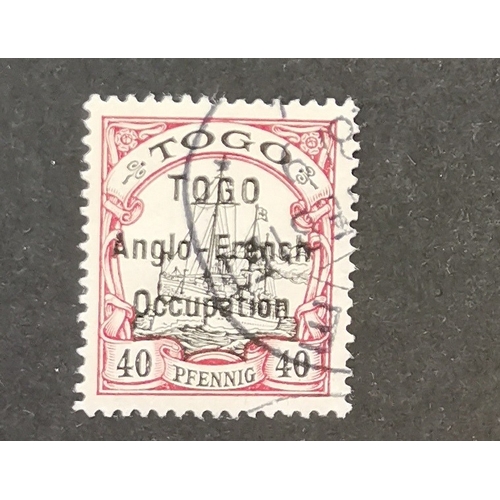 TOGO
TOGO
Anglo-French
Occupation
40 PFENNIG 40